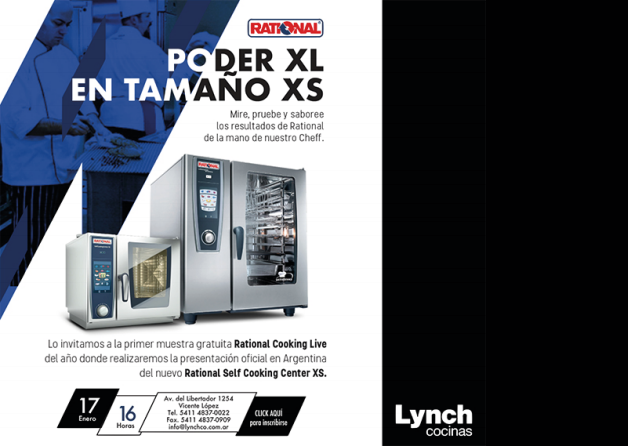 RATIONAL
PODER XL
EN TAMAÑO XS
Mire, pruebe y saboree
los resultados de Rational
de la mano de nuestro Cheff.
RATIONAL
RATIONAL
Lo invitamos a la primer muestra gratuita Rational Cooking Live
del año donde realizaremos la presentación oficial en Argentina
del nuevo Rational Self Cooking Center XS.
17
Enero
16
Horas
Av. del Libertador 1254
Vicente López
Tel. 5411 4837-0022
Fax. 5411 4837-0909
info@lynchco.com.ar
CLICK AQUÍ
para inscribirse
Lynch
cocinas